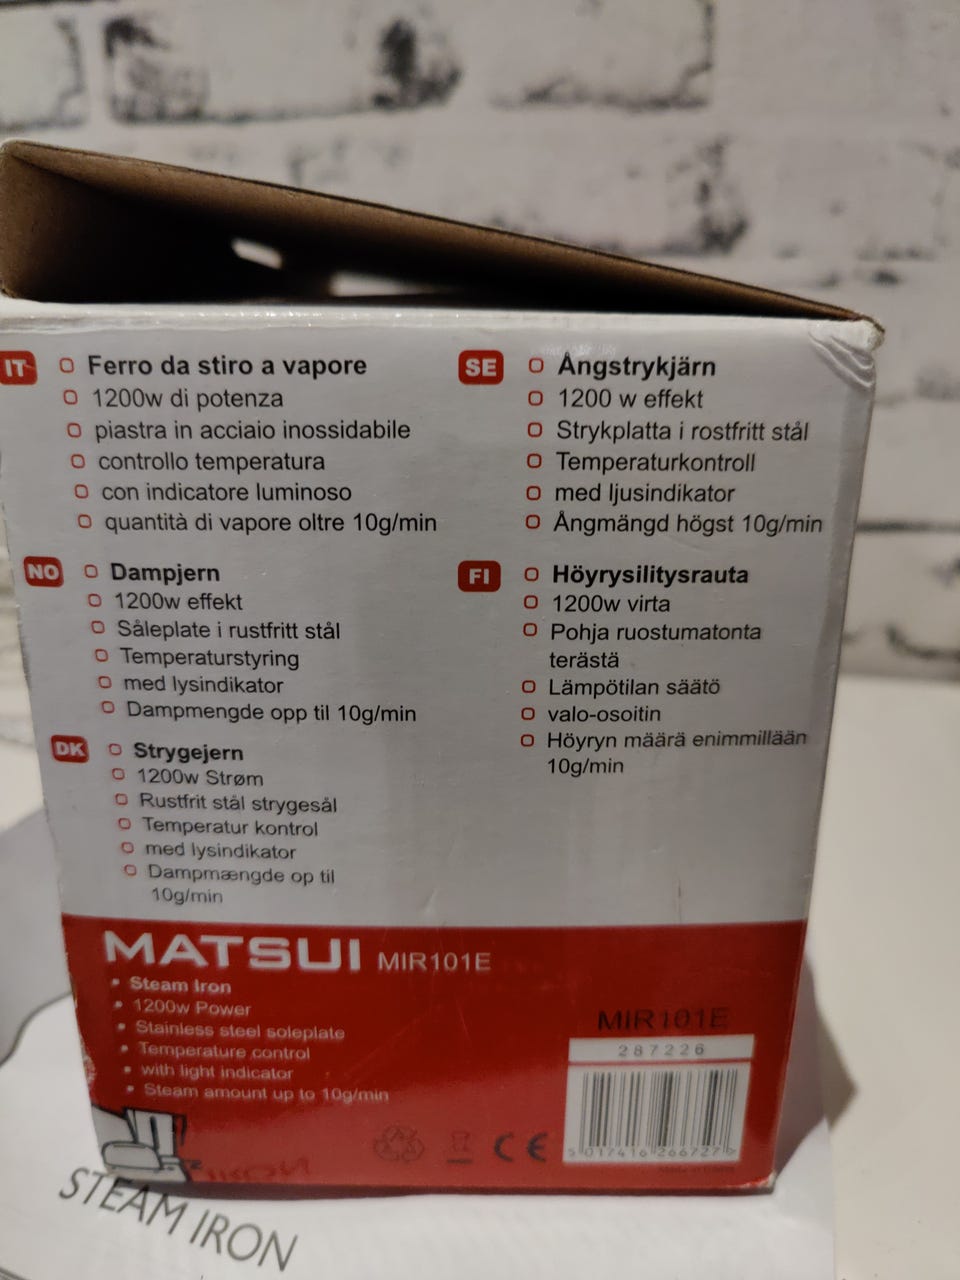 IT
Ferro da stiro a vapore
1200w di potenza
piastra in acciaio inossidabile
controllo temperatura
con indicatore luminoso
quantità di vapore oltre 10g/min
SE
Ångstrykjärn
1200 w effekt
Strykplatta i rostfritt stål
Temperaturkontroll
med ljusindikator
Ångmängd högst 10g/min
NO
Dampjern
1200w effekt
Såleplate i rustfritt stål
Temperaturstyring
med lysindikator
Dampmengde opp til 10g/min
FI
Höyrysilitysrauta
1200w virta
Pohja ruostumatonta
terästä
Lämpötilan säätö
valo-osoitin
Höyryn määrä enimmillään
10g/min
DK
Strygejern
1200w Strøm
Rustfrit stål strygesål
Temperatur kontrol
med lysindikator
Dampmængde op til
10g/min
MATSUI MIR101E
Steam Iron
1200w Power
Stainless steel soleplate
Temperature control
with light indicator
Steam amount up to 10g/min
MIR101E
287226
5017416266727
CE
STEAM IRON